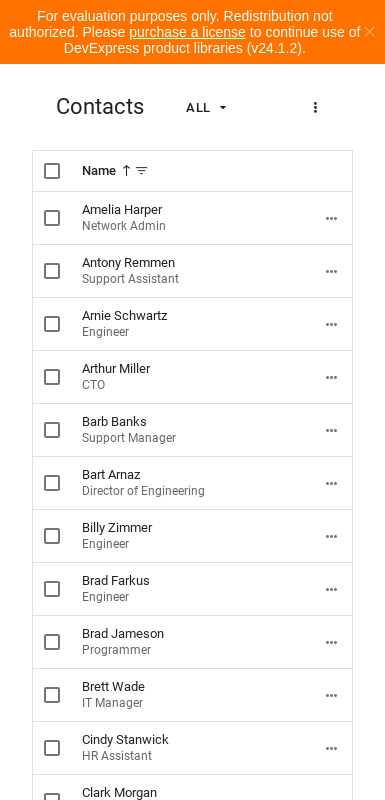 For evaluation purposes only. Redistribution not
authorized. Please purchase a license to continue use of
DevExpress product libraries (v24.1.2).
Contacts
ALL
Name
Amelia Harper
Network Admin
Antony Remmen
Support Assistant
Arnie Schwartz
Engineer
Arthur Miller
CTO
Barb Banks
Support Manager
Bart Arnaz
Director of Engineering
Billy Zimmer
Engineer
Brad Farkus
Engineer
Brad Jameson
Programmer
Brett Wade
IT Manager
Cindy Stanwick
HR Assistant
Clark Morgan